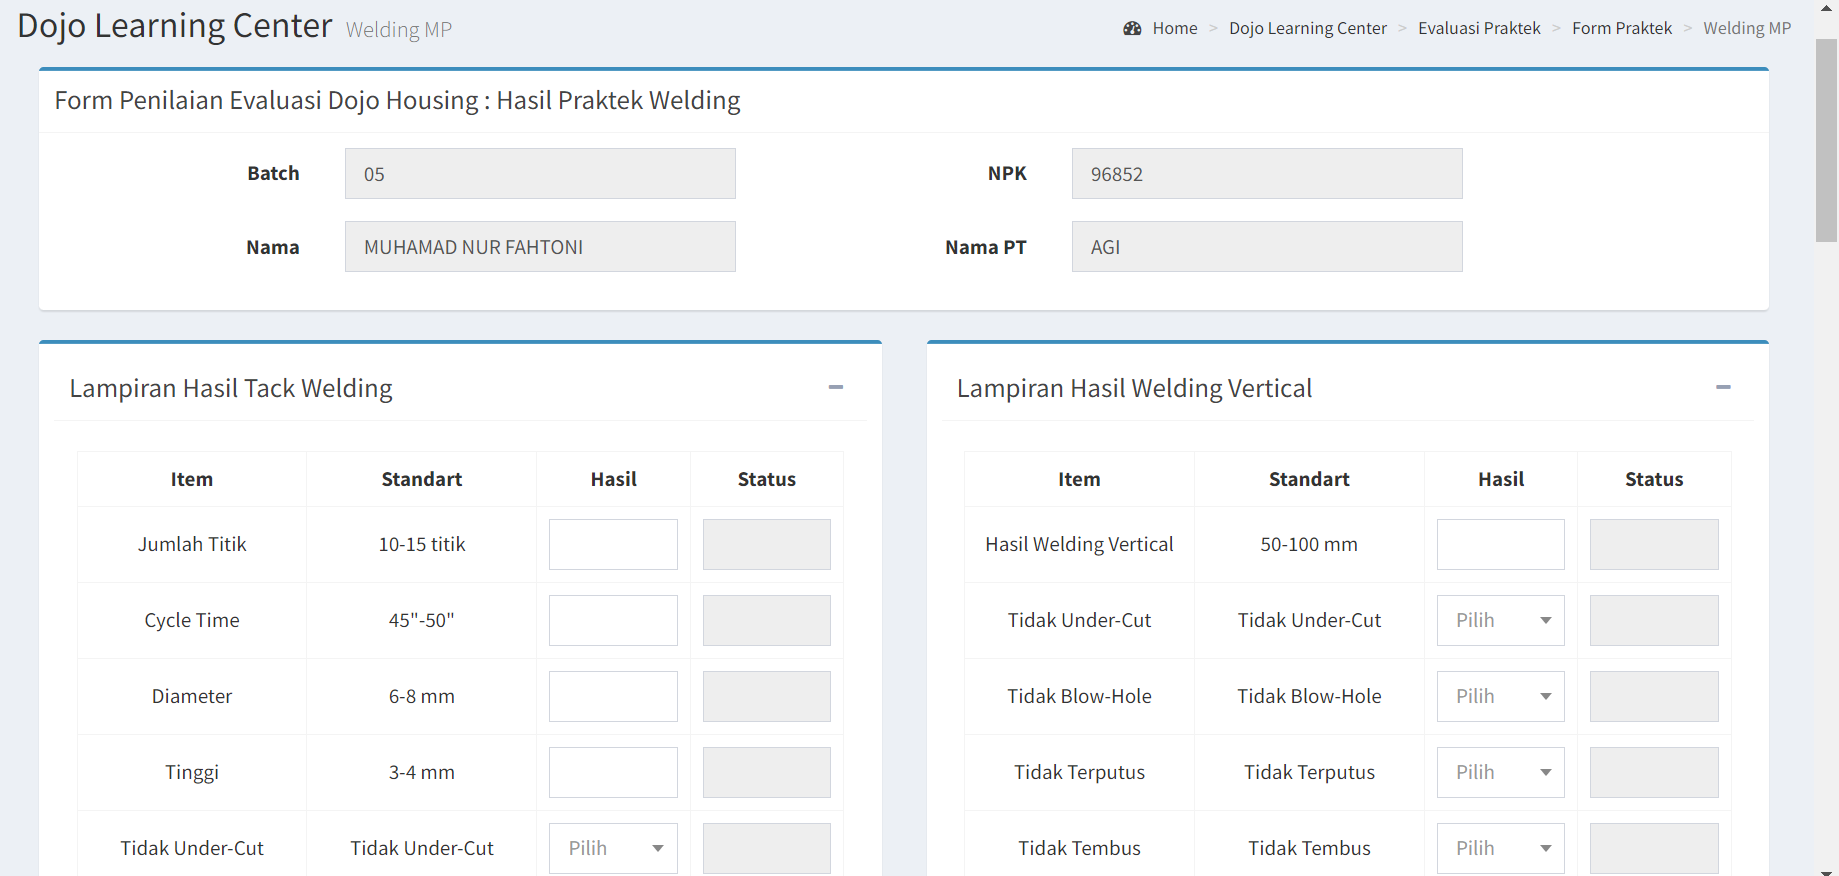 Dojo Learning Center Welding MP
Home > Dojo Learning Center > Evaluasi Praktek > Form Praktek > Welding MP
Form Penilaian Evaluasi Dojo Housing : Hasil Praktek Welding
Batch 05 NPK 96852
Nama MUHAMAD NUR FAHTONI Nama PT AGI
Lampiran Hasil Tack Welding
Item Standart Hasil Status
Jumlah Titik 10-15 titik
Cycle Time 45"-50"
Diameter 6-8 mm
Tinggi 3-4 mm
Tidak Under-Cut Tidak Under-Cut Pilih
Lampiran Hasil Welding Vertical
Item Standart Hasil Status
Hasil Welding Vertical 50-100 mm
Tidak Under-Cut Tidak Under-Cut Pilih
Tidak Blow-Hole Tidak Blow-Hole Pilih
Tidak Terputus Tidak Terputus Pilih
Tidak Tembus Tidak Tembus Pilih